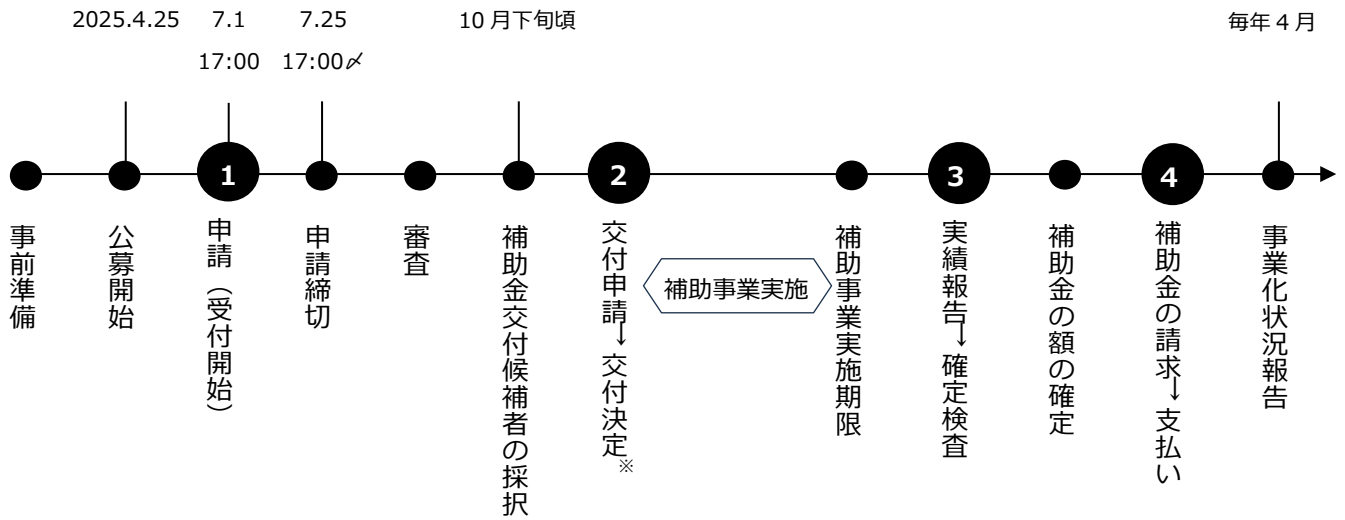 2025.4.25 7.1 7.25 10月下旬頃 毎年4月
17:00 17:00〆
1
2
3
4
事前準備
公募開始
申請（受付開始）
申請締切
審査
補助金交付候補者の採択
交付申請→交付決定※
補助事業実施
補助事業実施期限
実績報告→確定検査
補助金の額の確定
補助金の請求→支払い
事業化状況報告